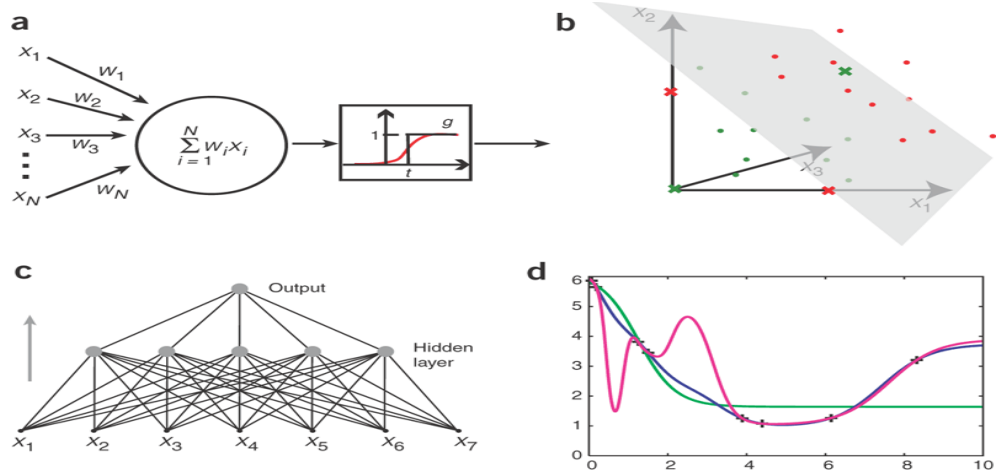 a
x1
w1
x2
w2
x3
w3
xN
wN
N
∑ wixi
i = 1
1
g
t
b
x2
x3
x1
c
Output
Hidden
layer
x1 x2 x3 x4 x5 x6 x7
d
6
5
4
3
2
1
0
0 2 4 6 8 10